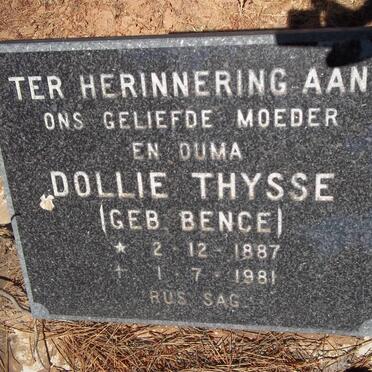 TER HERINNERING AAN
ONS GELIEFDE MOEDER
EN OUMA
DOLLIE THYSSE
(GEB BENCE)
* 2-12-1887
† 1-7-1981
RUS SAG